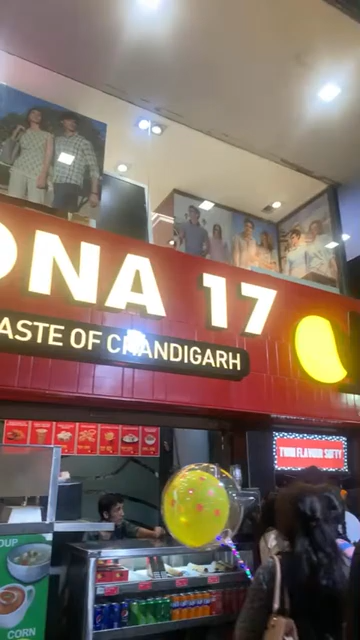 ONA 17
ASTE OF CHANDIGARH
TWIN FLAVOUR SOFTY
OUP
CORN